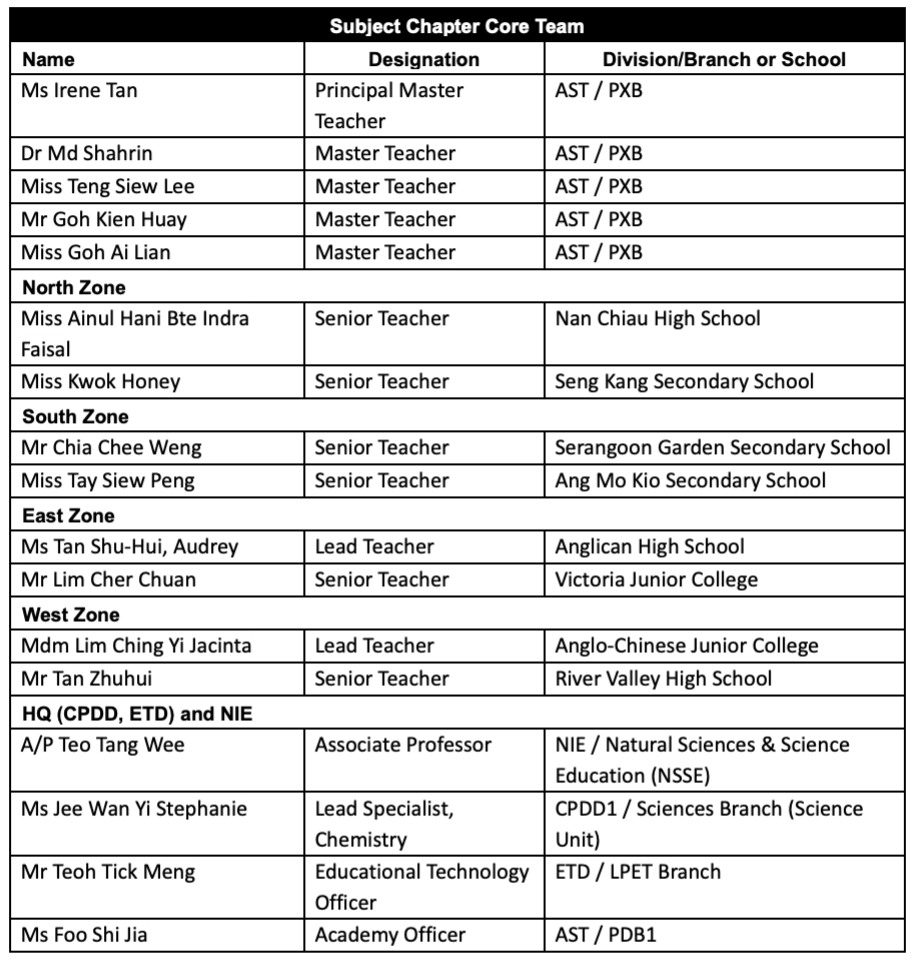 Subject Chapter Core Team
Name Designation Division/Branch or School
Ms Irene Tan Principal Master Teacher AST / PXB
Dr Md Shahrin Master Teacher AST / PXB
Miss Teng Siew Lee Master Teacher AST / PXB
Mr Goh Kien Huay Master Teacher AST / PXB
Miss Goh Ai Lian Master Teacher AST / PXB
North Zone
Miss Ainul Hani Bte Indra Faisal Senior Teacher Nan Chiau High School
Miss Kwok Honey Senior Teacher Seng Kang Secondary School
South Zone
Mr Chia Chee Weng Senior Teacher Serangoon Garden Secondary School
Miss Tay Siew Peng Senior Teacher Ang Mo Kio Secondary School
East Zone
Ms Tan Shu-Hui, Audrey Lead Teacher Anglican High School
Mr Lim Cher Chuan Senior Teacher Victoria Junior College
West Zone
Mdm Lim Ching Yi Jacinta Lead Teacher Anglo-Chinese Junior College
Mr Tan Zhuhui Senior Teacher River Valley High School
HQ (CPDD, ETD) and NIE
A/P Teo Tang Wee Associate Professor NIE / Natural Sciences & Science Education (NSSE)
Ms Jee Wan Yi Stephanie Lead Specialist, Chemistry CPDD1 / Sciences Branch (Science Unit)
Mr Teoh Tick Meng Educational Technology Officer ETD / LPET Branch
Ms Foo Shi Jia Academy Officer AST / PDB1